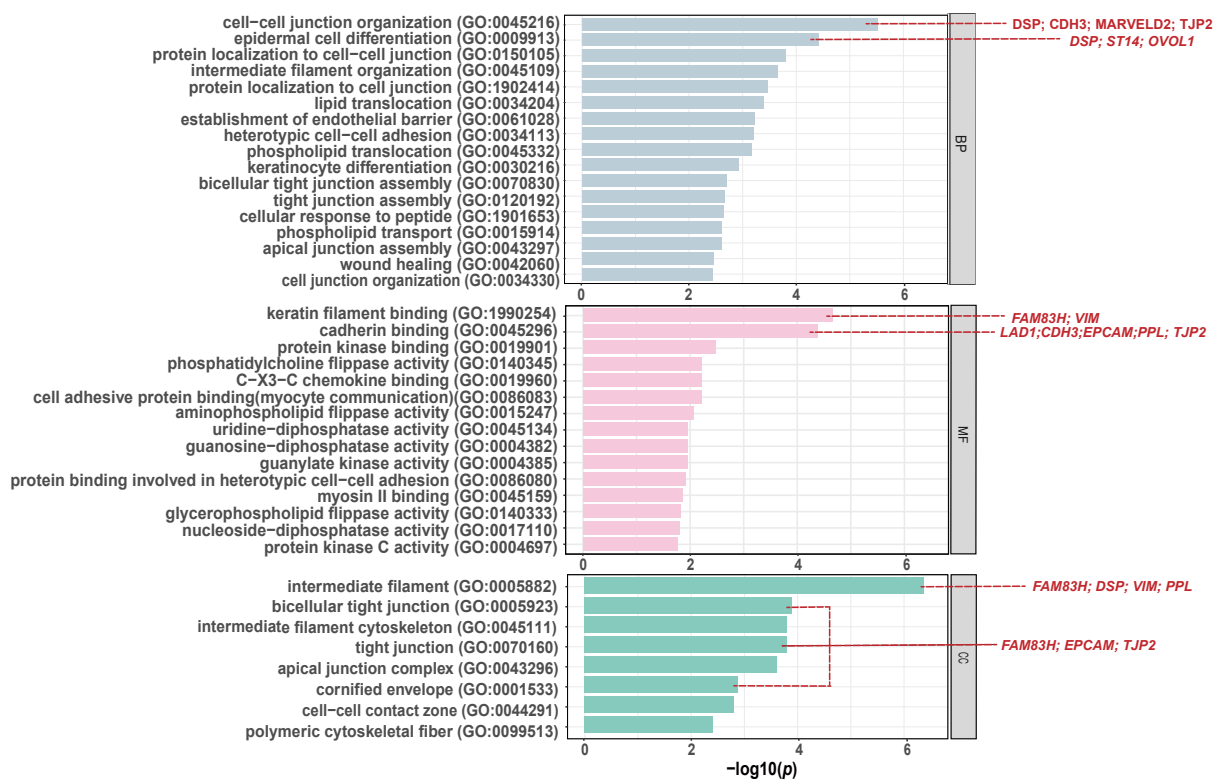 cell−cell junction organization (GO:0045216)
DSP; CDH3; MARVELD2; TJP2
epidermal cell differentiation (GO:0009913)
DSP; ST14; OVOL1
protein localization to cell−cell junction (GO:0150105)
intermediate filament organization (GO:0045109)
protein localization to cell junction (GO:1902414)
lipid translocation (GO:0034204)
establishment of endothelial barrier (GO:0061028)
heterotypic cell−cell adhesion (GO:0034113)
phospholipid translocation (GO:0045332)
keratinocyte differentiation (GO:0030216)
bicellular tight junction assembly (GO:0070830)
tight junction assembly (GO:0120192)
cellular response to peptide (GO:1901653)
phospholipid transport (GO:0015914)
apical junction assembly (GO:0043297)
wound healing (GO:0042060)
cell junction organization (GO:0034330)
BP
0 2 4 6
keratin filament binding (GO:1990254)
FAM83H; VIM
cadherin binding (GO:0045296)
LAD1;CDH3;EPCAM;PPL; TJP2
protein kinase binding (GO:0019901)
phosphatidylcholine flippase activity (GO:0140345)
C−X3−C chemokine binding (GO:0019960)
cell adhesive protein binding(myocyte communication)(GO:0086083)
aminophospholipid flippase activity (GO:0015247)
uridine−diphosphatase activity (GO:0045134)
guanosine−diphosphatase activity (GO:0004382)
guanylate kinase activity (GO:0004385)
protein binding involved in heterotypic cell−cell adhesion (GO:0086080)
myosin II binding (GO:0045159)
glycerophospholipid flippase activity (GO:0140333)
nucleoside−diphosphatase activity (GO:0017110)
protein kinase C activity (GO:0004697)
MF
0 2 4 6
intermediate filament (GO:0005882)
FAM83H; DSP; VIM; PPL
bicellular tight junction (GO:0005923)
intermediate filament cytoskeleton (GO:0045111)
tight junction (GO:0070160)
FAM83H; EPCAM; TJP2
apical junction complex (GO:0043296)
cornified envelope (GO:0001533)
cell−cell contact zone (GO:0044291)
polymeric cytoskeletal fiber (GO:0099513)
CC
0 2 4 6
−log10(p)